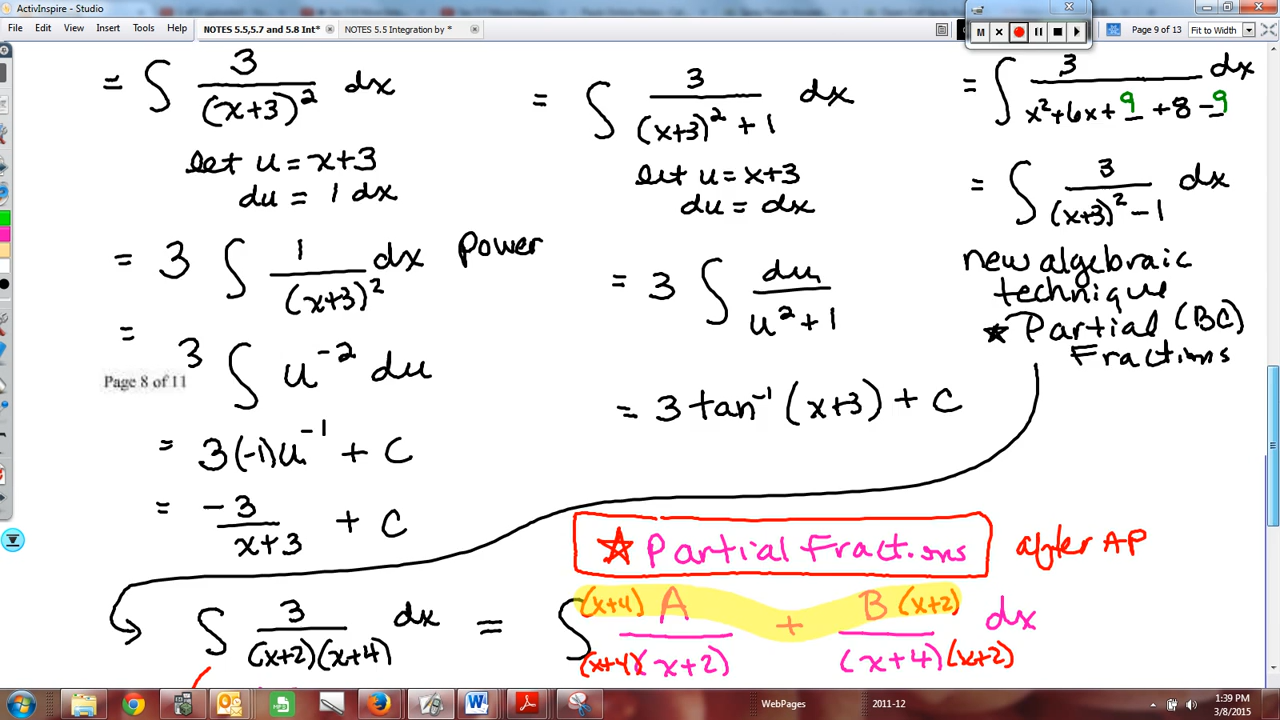 ActivInspire - Studio
File Edit View Insert Tools Help
NOTES 5.5,5.7 and 5.8 Int*
NOTES 5.5 Integration by *
Page 9 of 13
Fit to Width
= ∫ 3/(x+3)² dx
let u = x+3
du = 1 dx
= 3 ∫ 1/(x+3)² dx Power
= 3 ∫ u⁻² du
Page 8 of 11
= 3(-1)u⁻¹ + C
= -3/(x+3) + C
= ∫ 3/((x+3)² + 1) dx
let u = x+3
du = dx
= 3 ∫ du/(u² + 1)
= 3 tan⁻¹ (x+3) + C
= ∫ 3/(x²+6x+9 +8 -9) dx
= ∫ 3/((x+3)² - 1) dx
new algebraic
technique
★ Partial (BC)
Fractions
☆ Partial Fractions after AP
∫ 3/((x+2)(x+4)) dx = ∫ (x+4) A/((x+4)(x+2)) + B (x+2)/((x+4)(x+2)) dx
WebPages
2011-12
1:39 PM
3/8/2015